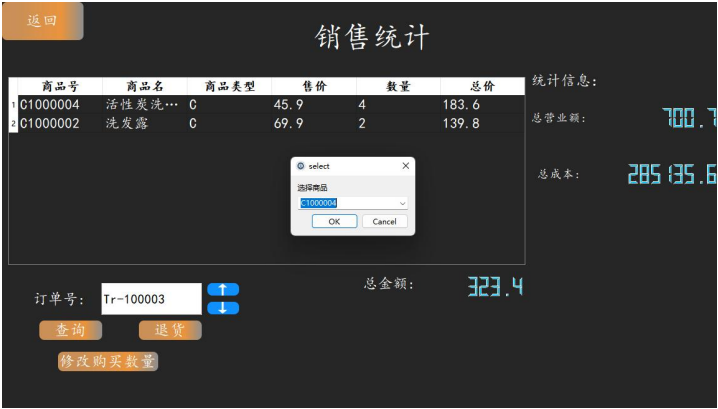 返回
销售统计
商品号 商品名 商品类型 售价 数量 总价
1 C1000004 活性炭洗… C 45.9 4 183.6
2 C1000002 洗发露 C 69.9 2 139.8
统计信息:
总营业额: 700.7
总成本: 285135.6
select
选择商品
C1000004
OK Cancel
总金额: 323.4
订单号: Tr-100003
查询 退货
修改购买数量